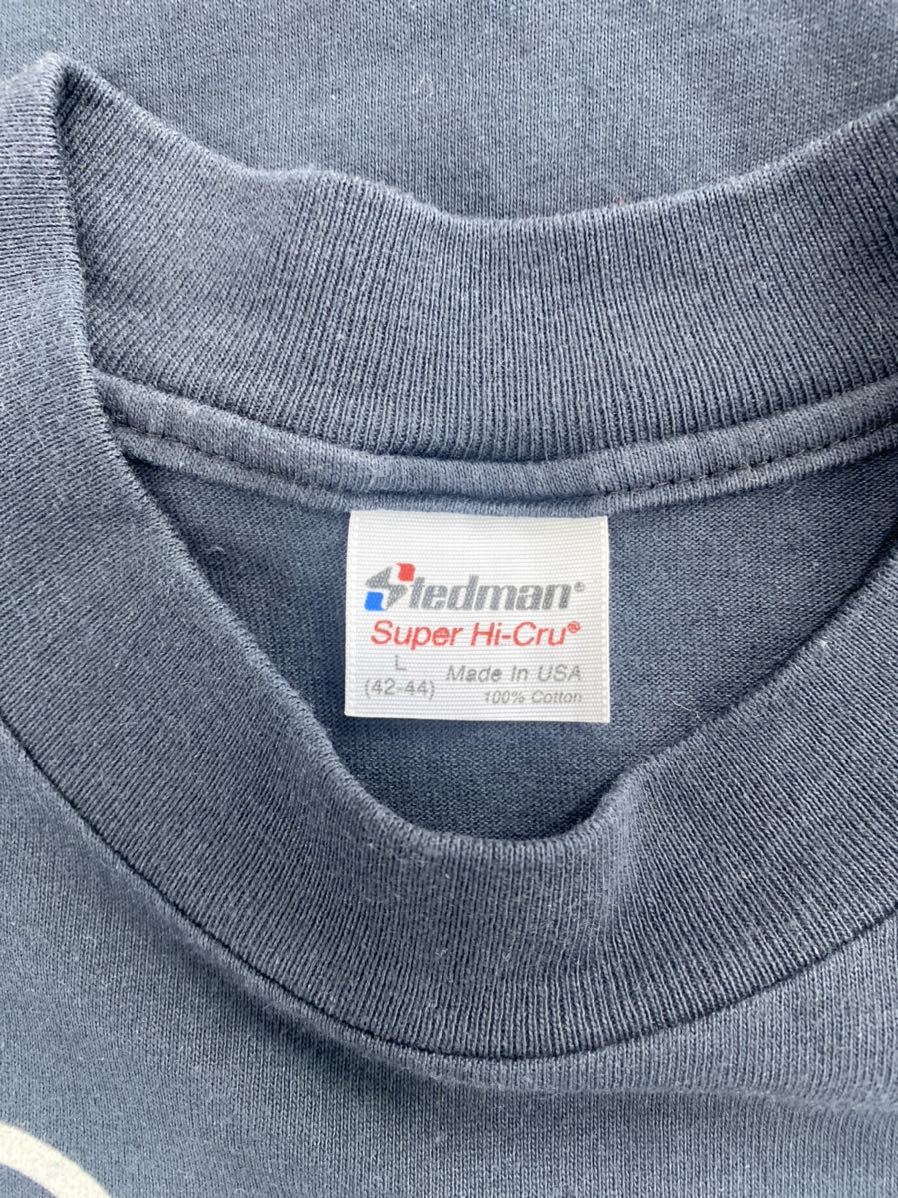 Stedman®
Super Hi-Cru®
L
(42-44)
Made In USA
100% Cotton